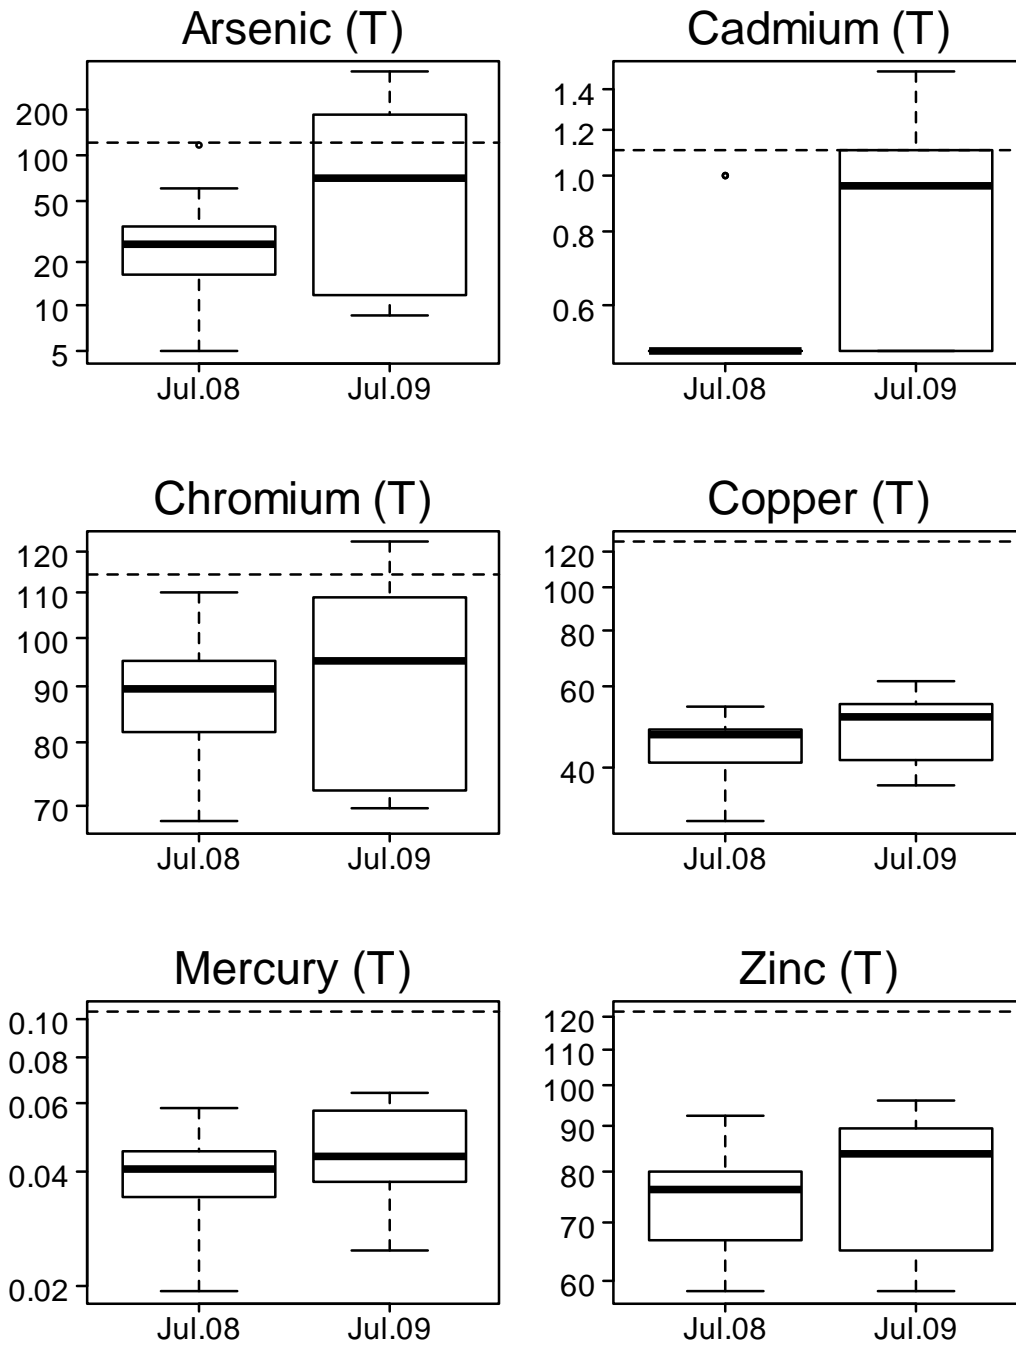 Arsenic (T)
200
100
50
20
10
5
Jul.08 Jul.09
Cadmium (T)
1.4
1.2
1.0
0.8
0.6
Jul.08 Jul.09
Chromium (T)
120
110
100
90
80
70
Jul.08 Jul.09
Copper (T)
120
100
80
60
40
Jul.08 Jul.09
Mercury (T)
0.10
0.08
0.06
0.04
0.02
Jul.08 Jul.09
Zinc (T)
120
110
100
90
80
70
60
Jul.08 Jul.09